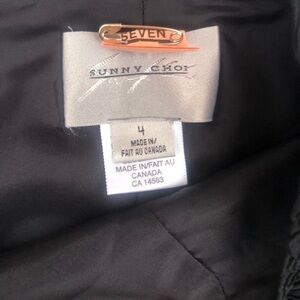 SEVEN
SUNNY CHOI
4
MADE IN/
FAIT AU CANADA
MADE IN/FAIT AU
CANADA
CA 14563